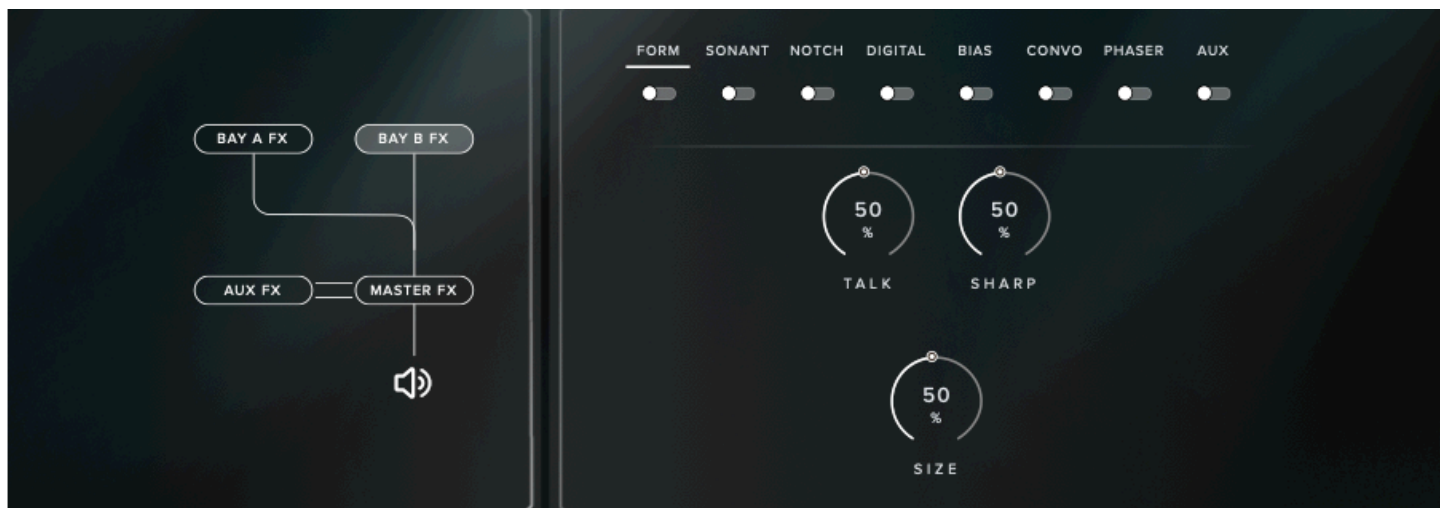 BAY A FX
BAY B FX
AUX FX
MASTER FX
FORM SONANT NOTCH DIGITAL BIAS CONVO PHASER AUX
50 50
% %
TALK SHARP
50
%
SIZE